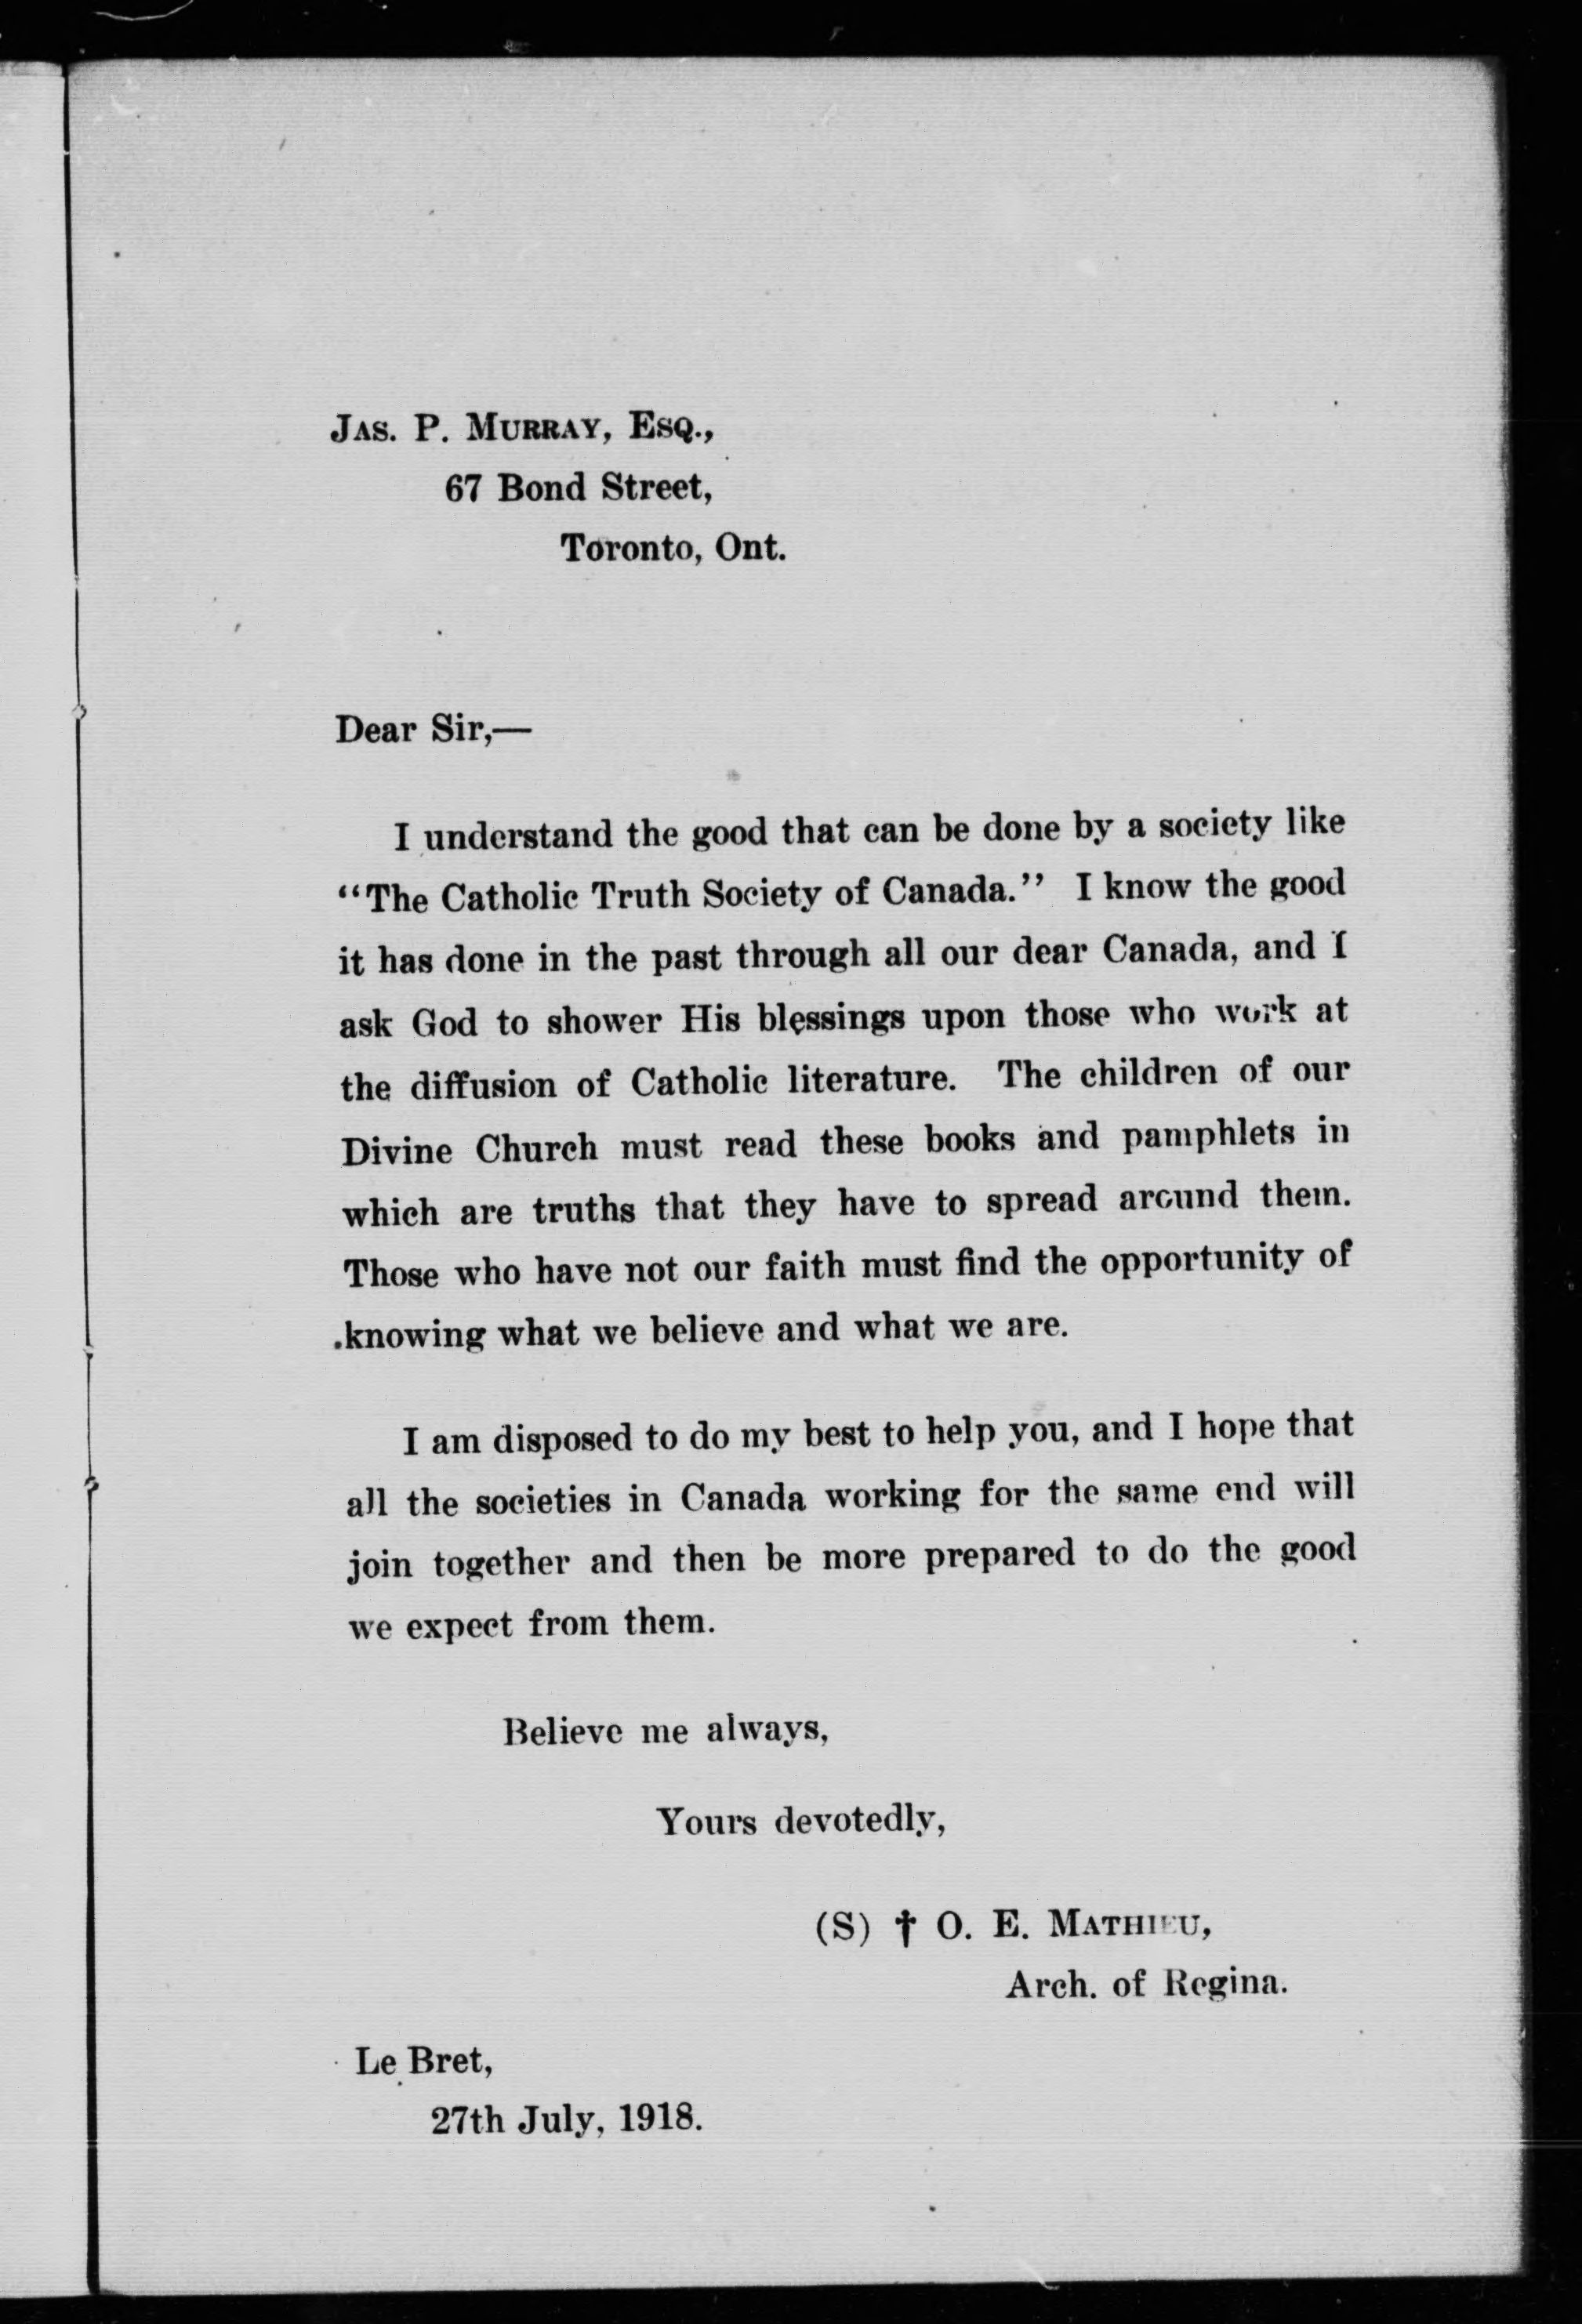 JAS. P. MURRAY, ESQ.,
67 Bond Street,
Toronto, Ont.
Dear Sir,—
I understand the good that can be done by a society like
“The Catholic Truth Society of Canada.” I know the good
it has done in the past through all our dear Canada, and I
ask God to shower His blessings upon those who work at
the diffusion of Catholic literature. The children of our
Divine Church must read these books and pamphlets in
which are truths that they have to spread around them.
Those who have not our faith must find the opportunity of
knowing what we believe and what we are.
I am disposed to do my best to help you, and I hope that
all the societies in Canada working for the same end will
join together and then be more prepared to do the good
we expect from them.
Believe me always,
Yours devotedly,
(S) † O. E. MATHIEU,
Arch. of Regina.
Le Bret,
27th July, 1918.